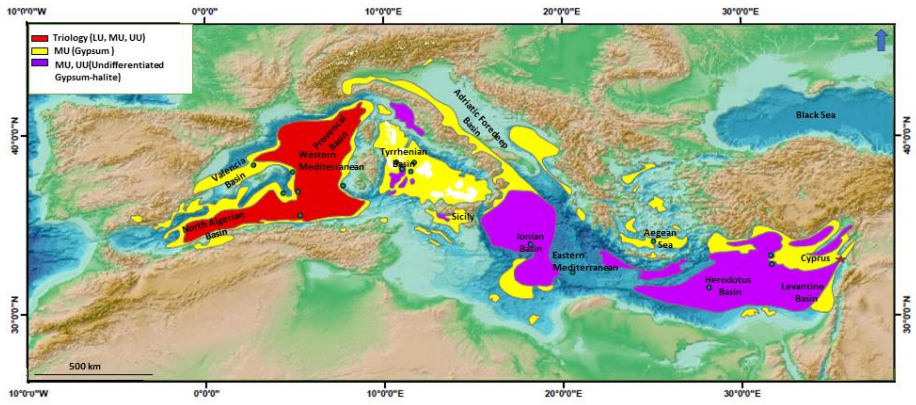 10°0'0"W
0°0'0"
10°0'0"E
20°0'0"E
30°0'0"E
Triology (LU, MU, UU)
MU (Gypsum )
MU, UU(Undifferentiated
Gypsum-halite)
40°0'0"N
40°0'0"N
Black Sea
Adriatic Foredeep
Basin
Provencal
Basin
Western
Mediterranean
Tyrrhenian
Basin
Valencia
Basin
North Algerian
Basin
Sicily
Ionian
Basin
Eastern
Mediterranean
Aegean
Sea
Cyprus
Herodotus
Basin
Levantine
Basin
30°0'0"N
30°0'0"N
500 km
10°0'0"W
0°0'0"
10°0'0"E
20°0'0"E
30°0'0"E